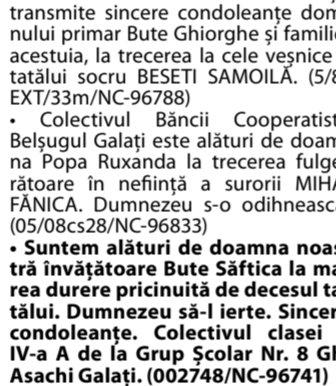 transmite sincere condoleanțe dom
nului primar Bute Ghiorghe și famili
acestuia, la trecerea la cele veșnice
tatălui socru BESETI SAMOILĂ. (5/8
EXT/33m/NC-96788)
• Colectivul Băncii Cooperatist
Belșugul Galați este alături de doam
na Popa Ruxanda la trecerea fulge
rătoare în neființă a surorii MIHA
FĂNICA. Dumnezeu s-o odihneasc
(05/08cs28/NC-96833)
• Suntem alături de doamna noas
tră învățătoare Bute Săftica la ma
rea durere pricinuită de decesul ta
tălui. Dumnezeu să-l ierte. Sincer
condoleanțe. Colectivul clasei
IV-a A de la Grup Școlar Nr. 8 Gh
Asachi Galați. (002748/NC-96741)